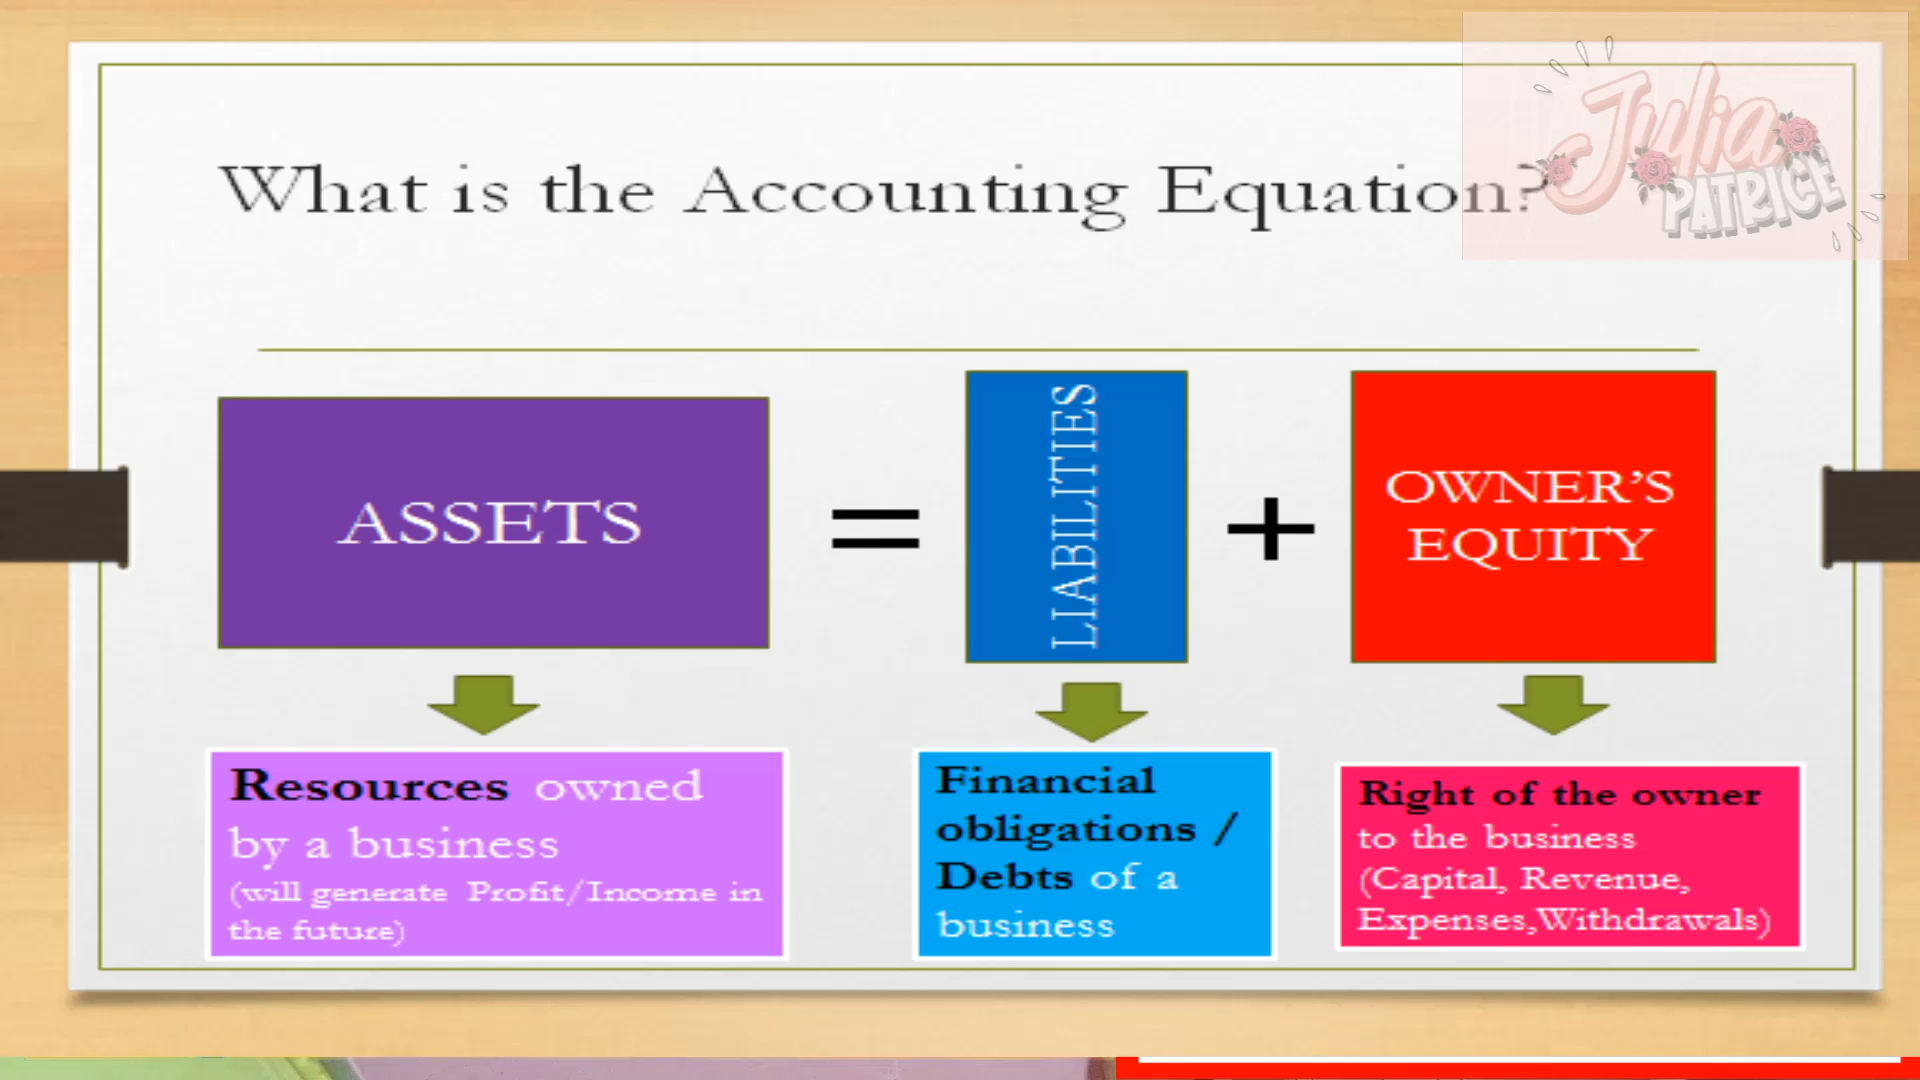 What is the Accounting Equation?
Julia
PATRICE
ASSETS
=
LIABILITIES
+
OWNER'S
EQUITY
Resources owned
by a business
(will generate Profit/Income in
the future)
Financial
obligations /
Debts of a
business
Right of the owner
to the business
(Capital, Revenue,
Expenses,Withdrawals)